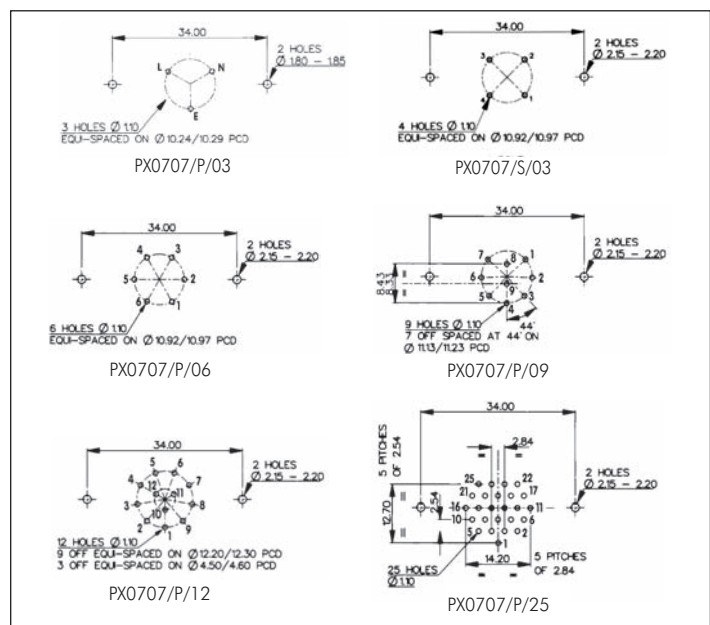 34.00
2 HOLES
Ø 1.80 – 1.85
L
N
E
3 HOLES Ø 1.10
EQUI-SPACED ON Ø 10.24/10.29 PCD
PX0707/P/03
34.00
2 HOLES
Ø 2.15 – 2.20
3
2
4
1
4 HOLES Ø 1.10
EQUI-SPACED ON Ø 10.92/10.97 PCD
PX0707/S/03
34.00
2 HOLES
Ø 2.15 – 2.20
4
3
5
2
6
1
6 HOLES Ø 1.10
EQUI-SPACED ON Ø 10.92/10.97 PCD
PX0707/P/06
34.00
2 HOLES
Ø 2.15 – 2.20
8.43
8.33
7
8
1
6
2
9
5
3
4
44°
9 HOLES Ø 1.10
7 OFF SPACED AT 44° ON
Ø 11.13/11.23 PCD
PX0707/P/09
34.00
2 HOLES
Ø 2.15 – 2.20
5
6
4
12
7
11
3
8
10
2
9
1
12 HOLES Ø 1.10
9 OFF EQUI-SPACED ON Ø 12.20/12.30 PCD
3 OFF EQUI-SPACED ON Ø 4.50/4.60 PCD
PX0707/P/12
34.00
5 PITCHES
OF 2.54
2.84
2 HOLES
Ø 2.15 – 2.20
25
22
21
17
16
11
10
6
5
2
1
12.70
2.54
14.20
5 PITCHES
OF 2.84
25 HOLES
Ø 1.10
PX0707/P/25